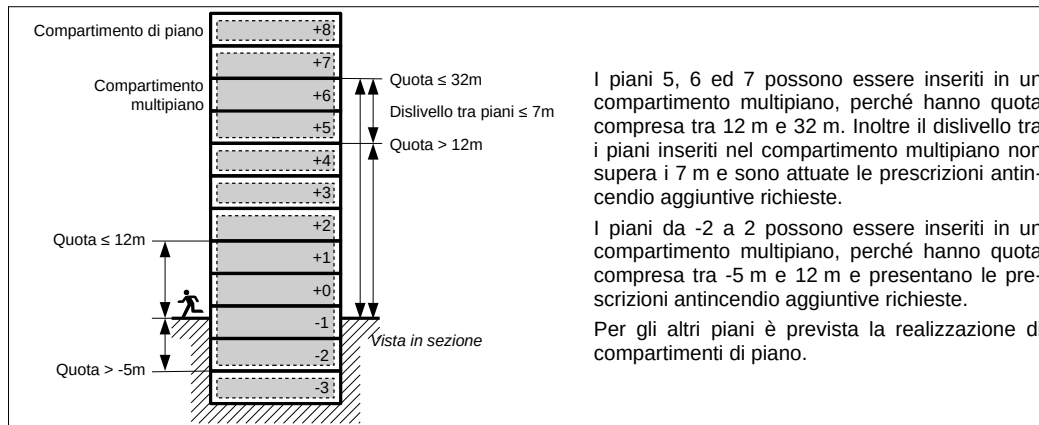 Compartimento di piano
+8
+7
Compartimento
multipiano
Quota ≤ 32m
+6
Dislivello tra piani ≤ 7m
+5
Quota > 12m
+4
+3
+2
Quota ≤ 12m
+1
+0
-1
Vista in sezione
-2
Quota > -5m
-3
I piani 5, 6 ed 7 possono essere inseriti in un
compartimento multipiano, perché hanno quota
compresa tra 12 m e 32 m. Inoltre il dislivello tra
i piani inseriti nel compartimento multipiano non
supera i 7 m e sono attuate le prescrizioni antin-
cendio aggiuntive richieste.
I piani da -2 a 2 possono essere inseriti in un
compartimento multipiano, perché hanno quota
compresa tra -5 m e 12 m e presentano le pre-
scrizioni antincendio aggiuntive richieste.
Per gli altri piani è prevista la realizzazione di
compartimenti di piano.